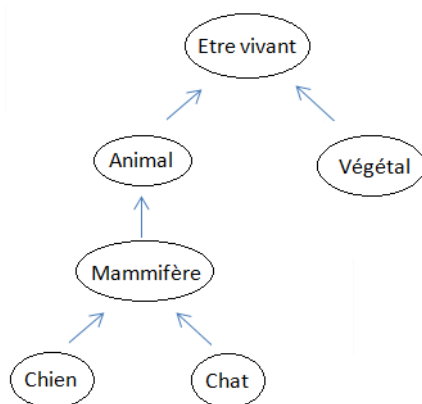 Etre vivant
Animal
Végétal
Mammifère
Chien
Chat